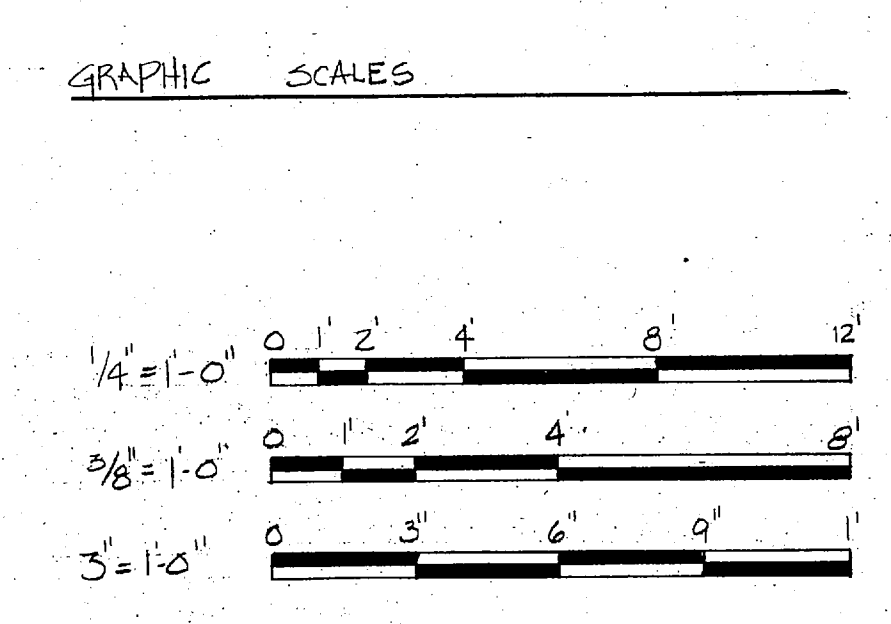 GRAPHIC SCALES
0 1' 2' 4' 8' 12'
1/4" = 1'-0"
0 1' 2' 4' 8'
3/8" = 1'-0"
0 3" 6" 9" 1'
3" = 1'-0"